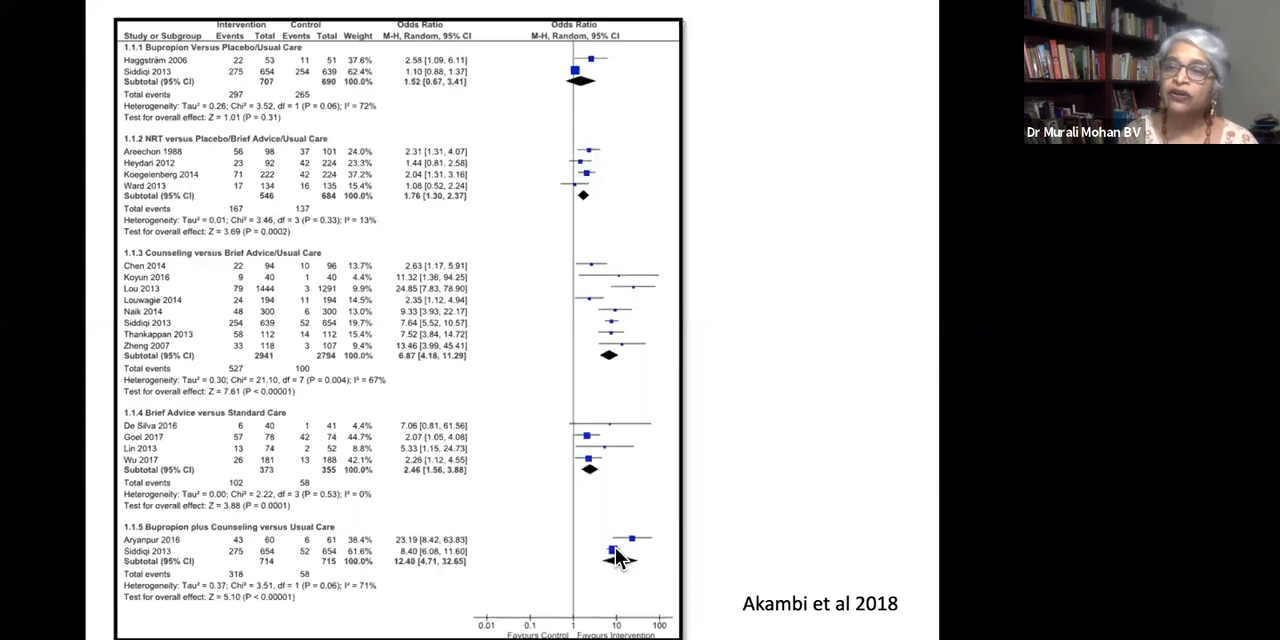 Intervention Control Odds Ratio Odds Ratio
Study or Subgroup Events Total Events Total Weight M-H, Random, 95% CI M-H, Random, 95% CI
1.1.1 Bupropion Versus Placebo/Usual Care
Haggsträm 2006 22 53 11 51 37.6% 2.58 [1.09, 6.11]
Siddiqi 2013 275 654 254 639 62.4% 1.10 [0.88, 1.37]
Subtotal (95% CI) 707 690 100.0% 1.52 [0.67, 3.41]
Total events 297 265
Heterogeneity: Tau² = 0.26; Chi² = 3.52, df = 1 (P = 0.06); I² = 72%
Test for overall effect: Z = 1.01 (P = 0.31)
1.1.2 NRT versus Placebo/Brief Advice/Usual Care
Areechon 1988 56 98 37 101 24.0% 2.31 [1.31, 4.07]
Heydari 2012 23 92 42 224 23.3% 1.44 [0.81, 2.58]
Koegeienberg 2014 71 222 42 224 37.2% 2.04 [1.31, 3.16]
Ward 2013 17 134 16 135 15.4% 1.08 [0.52, 2.24]
Subtotal (95% CI) 546 684 100.0% 1.76 [1.30, 2.37]
Total events 167 137
Heterogeneity: Tau² = 0.01; Chi² = 3.46, df = 3 (P = 0.33); I² = 13%
Test for overall effect: Z = 3.69 (P = 0.0002)
1.1.3 Counseling versus Brief Advice/Usual Care
Chen 2014 22 94 10 96 13.7% 2.63 [1.17, 5.91]
Koyun 2016 9 40 1 40 4.4% 11.32 [1.36, 94.25]
Lou 2013 79 1444 3 1291 9.9% 24.85 [7.83, 78.90]
Louwagie 2014 24 194 11 194 14.5% 2.35 [1.12, 4.94]
Naik 2014 48 300 6 300 13.0% 9.33 [3.93, 22.17]
Siddiqi 2013 254 639 52 654 19.7% 7.64 [5.52, 10.57]
Thankappan 2013 58 112 14 112 15.4% 7.52 [3.84, 14.72]
Zheng 2007 33 118 3 107 9.4% 13.46 [3.99, 45.41]
Subtotal (95% CI) 2941 2794 100.0% 6.87 [4.18, 11.29]
Total events 527 100
Heterogeneity: Tau² = 0.30; Chi² = 21.10, df = 7 (P = 0.004); I² = 67%
Test for overall effect: Z = 7.61 (P < 0.00001)
1.1.4 Brief Advice versus Standard Care
De Silva 2016 6 40 1 41 4.4% 7.06 [0.81, 61.56]
Goel 2017 57 78 42 74 44.7% 2.07 [1.05, 4.08]
Lin 2013 13 74 2 52 8.8% 5.33 [1.15, 24.73]
Wu 2017 26 181 13 188 42.1% 2.26 [1.12, 4.55]
Subtotal (95% CI) 373 355 100.0% 2.46 [1.56, 3.88]
Total events 102 58
Heterogeneity: Tau² = 0.00; Chi² = 2.22, df = 3 (P = 0.53); I² = 0%
Test for overall effect: Z = 3.88 (P = 0.0001)
1.1.5 Bupropion plus Counseling versus Usual Care
Aryanpur 2016 43 60 6 61 38.4% 23.19 [8.42, 63.83]
Siddiqi 2013 275 654 52 654 61.6% 8.40 [6.08, 11.60]
Subtotal (95% CI) 714 715 100.0% 12.40 [4.71, 32.65]
Total events 318 58
Heterogeneity: Tau² = 0.37; Chi² = 3.51, df = 1 (P = 0.06); I² = 71%
Test for overall effect: Z = 5.10 (P < 0.00001)
0.01 0.1 1 10 100
Favours Control Favours Intervention
Akambi et al 2018
Dr Murali Mohan BV